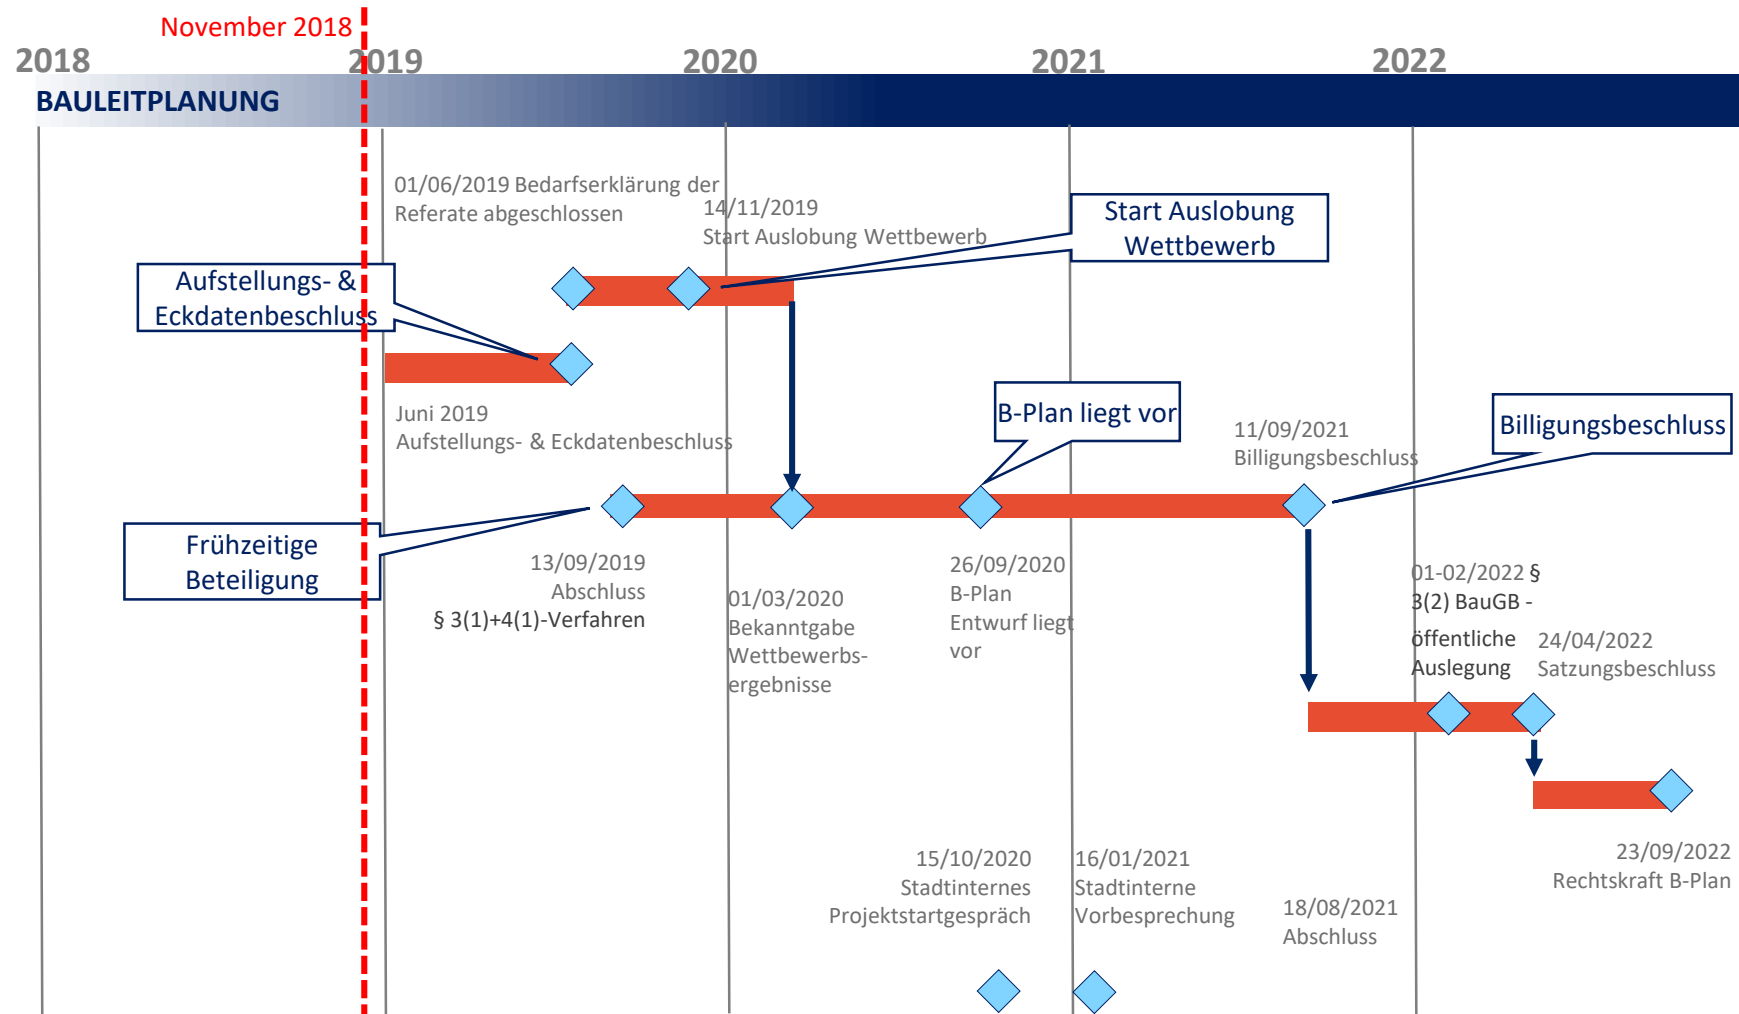 November 2018
2018
2019
2020
2021
2022
BAULEITPLANUNG
01/06/2019 Bedarfserklärung der
Referate abgeschlossen
14/11/2019
Start Auslobung Wettbewerb
Start Auslobung
Wettbewerb
Aufstellungs- &
Eckdatenbeschluss
Juni 2019
Aufstellungs- & Eckdatenbeschluss
B-Plan liegt vor
11/09/2021
Billigungsbeschluss
Billigungsbeschluss
Frühzeitige
Beteiligung
13/09/2019
Abschluss
§ 3(1)+4(1)-Verfahren
01/03/2020
Bekanntgabe
Wettbewerbs-
ergebnisse
26/09/2020
B-Plan
Entwurf liegt
vor
01-02/2022 §
3(2) BauGB -
öffentliche
Auslegung
24/04/2022
Satzungsbeschluss
15/10/2020
Stadtinternes
Projektstartgespräch
16/01/2021
Stadtinterne
Vorbesprechung
18/08/2021
Abschluss
23/09/2022
Rechtskraft B-Plan